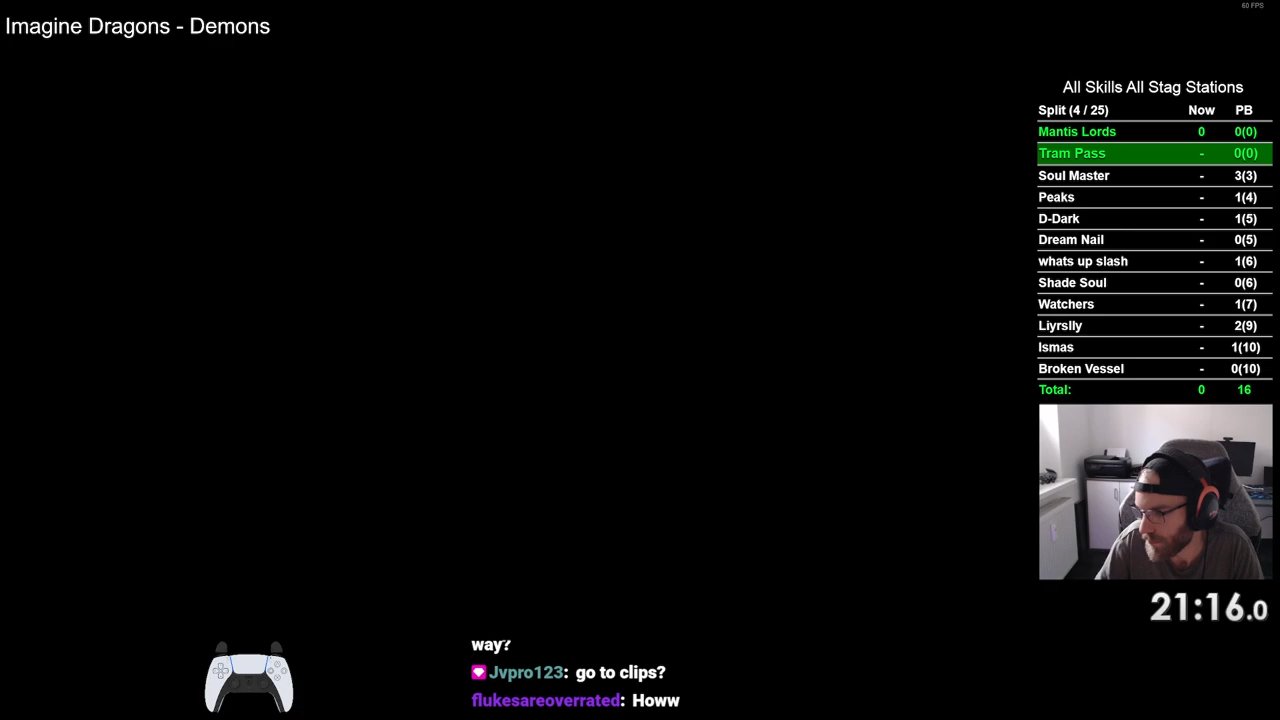 60 FPS
Imagine Dragons - Demons
All Skills All Stag Stations
Split (4 / 25) Now PB
Mantis Lords 0 0(0)
Tram Pass - 0(0)
Soul Master - 3(3)
Peaks - 1(4)
D-Dark - 1(5)
Dream Nail - 0(5)
whats up slash - 1(6)
Shade Soul - 0(6)
Watchers - 1(7)
Liyrslly - 2(9)
Ismas - 1(10)
Broken Vessel - 0(10)
Total: 0 16
21:16.0
way?
Jvpro123: go to clips?
flukesareoverrated: Howw